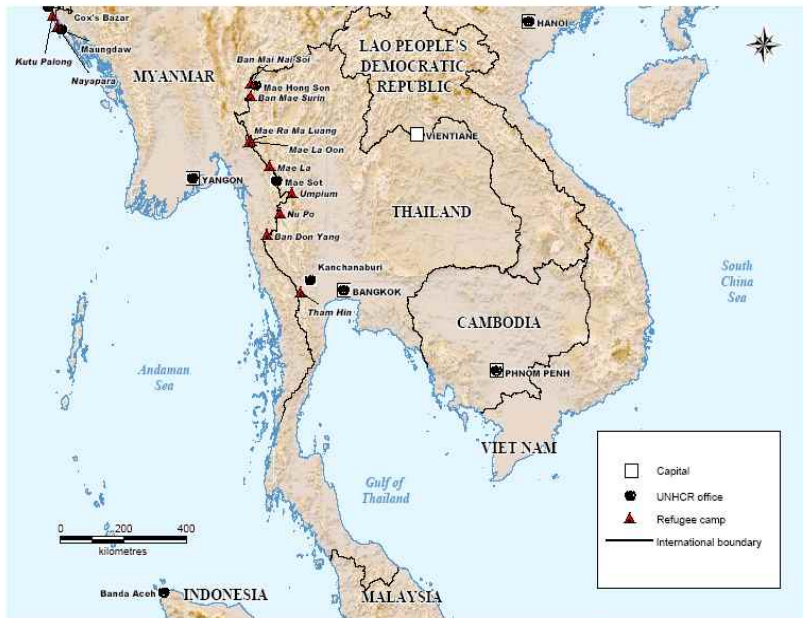 Cox's Bazar
Maungdaw
Kutu Palong
Nayapara
MYANMAR
HANOI
LAO PEOPLE'S
DEMOCRATIC
REPUBLIC
Ban Mai Nai Soi
Mae Hong Son
Ban Mae Surin
Mae Ra Ma Luang
Mae La Oon
VIENTIANE
Mae La
Mae Sot
YANGON
Umpium
Nu Po
THAILAND
Ban Don Yang
Kanchanaburi
BANGKOK
Tham Hin
South
China
Sea
CAMBODIA
Andaman
Sea
PHNOM PENH
VIET NAM
Gulf of
Thailand
Capital
UNHCR office
Refugee camp
International boundary
0 200 400
kilometres
Banda Aceh
INDONESIA
MALAYSIA